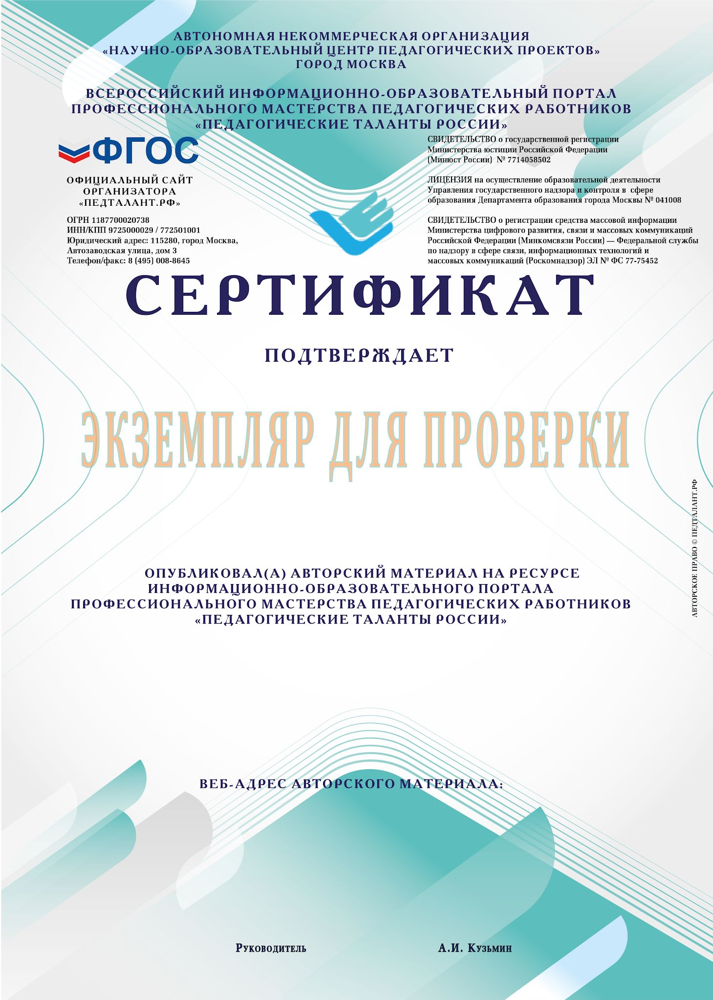 АВТОНОМНАЯ НЕКОММЕРЧЕСКАЯ ОРГАНИЗАЦИЯ
«НАУЧНО-ОБРАЗОВАТЕЛЬНЫЙ ЦЕНТР ПЕДАГОГИЧЕСКИХ ПРОЕКТОВ»
ГОРОД МОСКВА
ВСЕРОССИЙСКИЙ ИНФОРМАЦИОННО-ОБРАЗОВАТЕЛЬНЫЙ ПОРТАЛ
ПРОФЕССИОНАЛЬНОГО МАСТЕРСТВА ПЕДАГОГИЧЕСКИХ РАБОТНИКОВ
«ПЕДАГОГИЧЕСКИЕ ТАЛАНТЫ РОССИИ»
ФГОС
ОФИЦИАЛЬНЫЙ САЙТ
ОРГАНИЗАТОРА
«ПЕДТАЛАНТ.РФ»
ОГРН 1187700020738
ИНН/КПП 9725000029 / 772501001
Юридический адрес: 115280, город Москва,
Автозаводская улица, дом 3
Телефон/факс: 8 (495) 008-8645
СВИДЕТЕЛЬСТВО о государственной регистрации
Министерства юстиции Российской Федерации
(Минюст России) № 7714058502
ЛИЦЕНЗИЯ на осуществление образовательной деятельности
Управления государственного надзора и контроля в сфере
образования Департамента образования города Москвы № 041008
СВИДЕТЕЛЬСТВО о регистрации средства массовой информации
Министерства цифрового развития, связи и массовых коммуникаций
Российской Федерации (Минкомсвязи России) — Федеральной службы
по надзору в сфере связи, информационных технологий и
массовых коммуникаций (Роскомнадзор) ЭЛ № ФС 77-75452
СЕРТИФИКАТ
ПОДТВЕРЖДАЕТ
ЭКЗЕМПЛЯР ДЛЯ ПРОВЕРКИ
АВТОРСКОЕ ПРАВО © ПЕДТАЛАНТ.РФ
ОПУБЛИКОВАЛ(А) АВТОРСКИЙ МАТЕРИАЛ НА РЕСУРСЕ
ИНФОРМАЦИОННО-ОБРАЗОВАТЕЛЬНОГО ПОРТАЛА
ПРОФЕССИОНАЛЬНОГО МАСТЕРСТВА ПЕДАГОГИЧЕСКИХ РАБОТНИКОВ
«ПЕДАГОГИЧЕСКИЕ ТАЛАНТЫ РОССИИ»
ВЕБ-АДРЕС АВТОРСКОГО МАТЕРИАЛА:
Руководитель А.И. Кузьмин